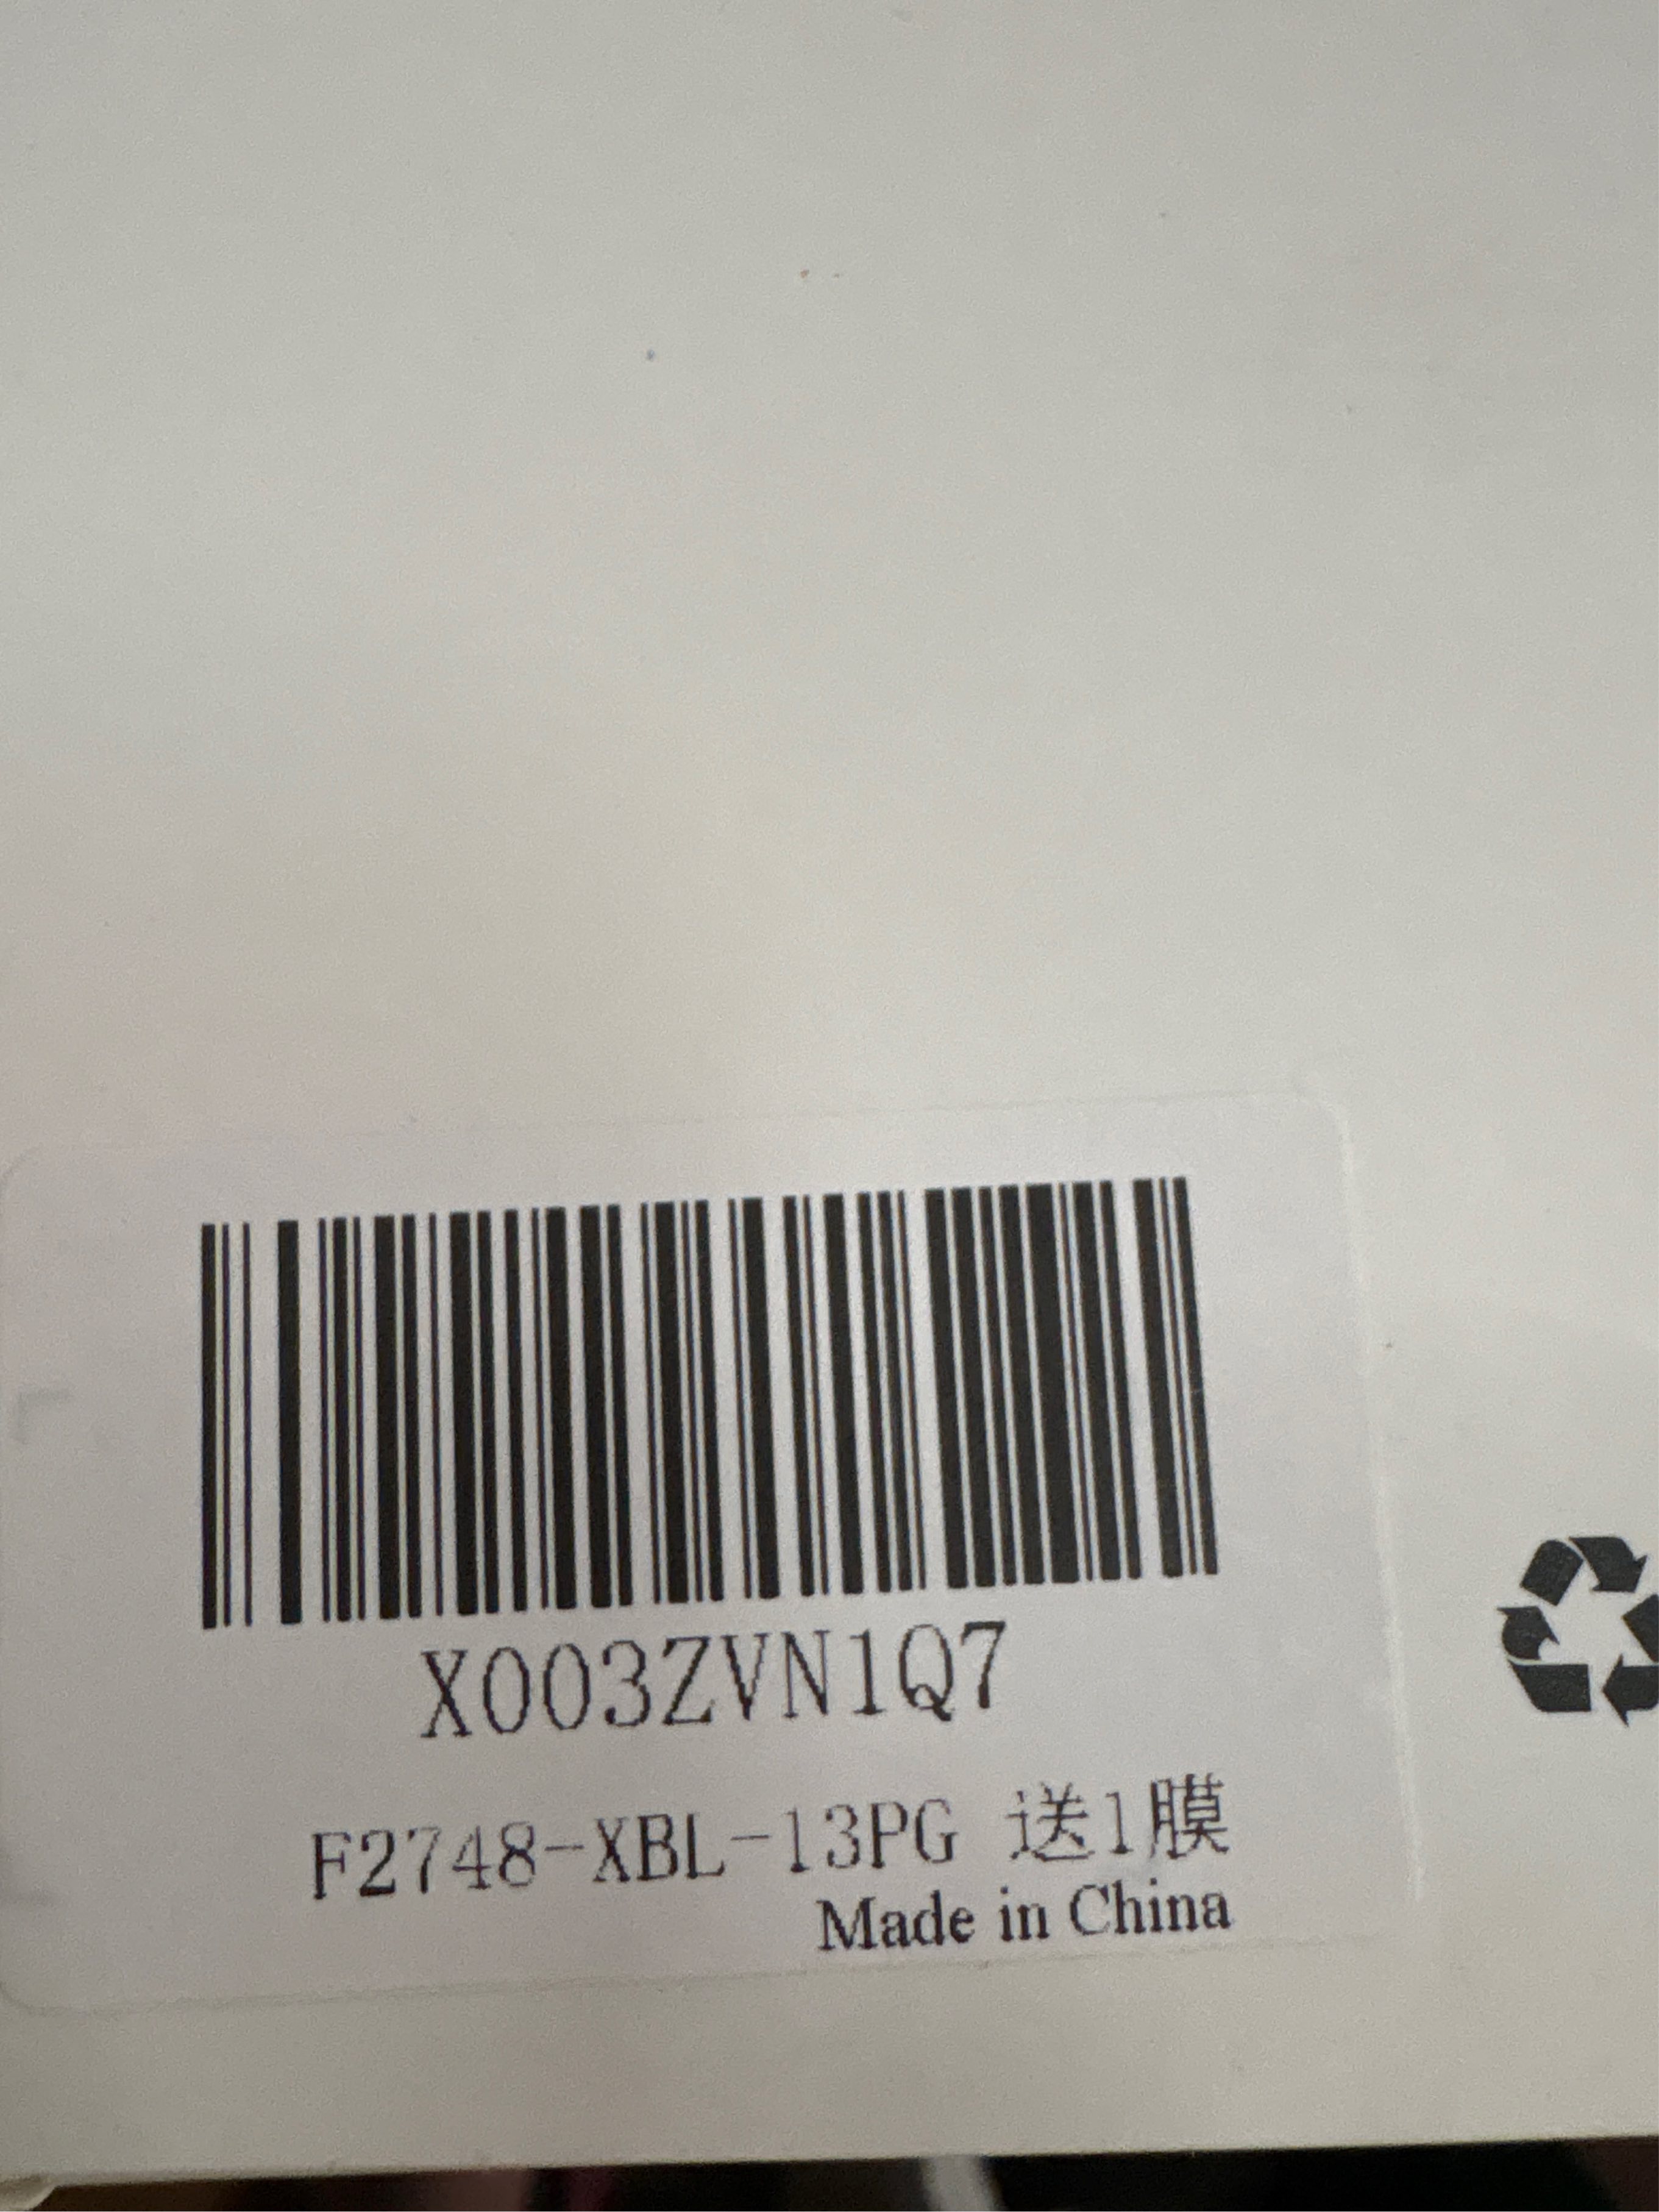 X003ZVN1Q7
F2748-XBL-13PG 送1膜
Made in China